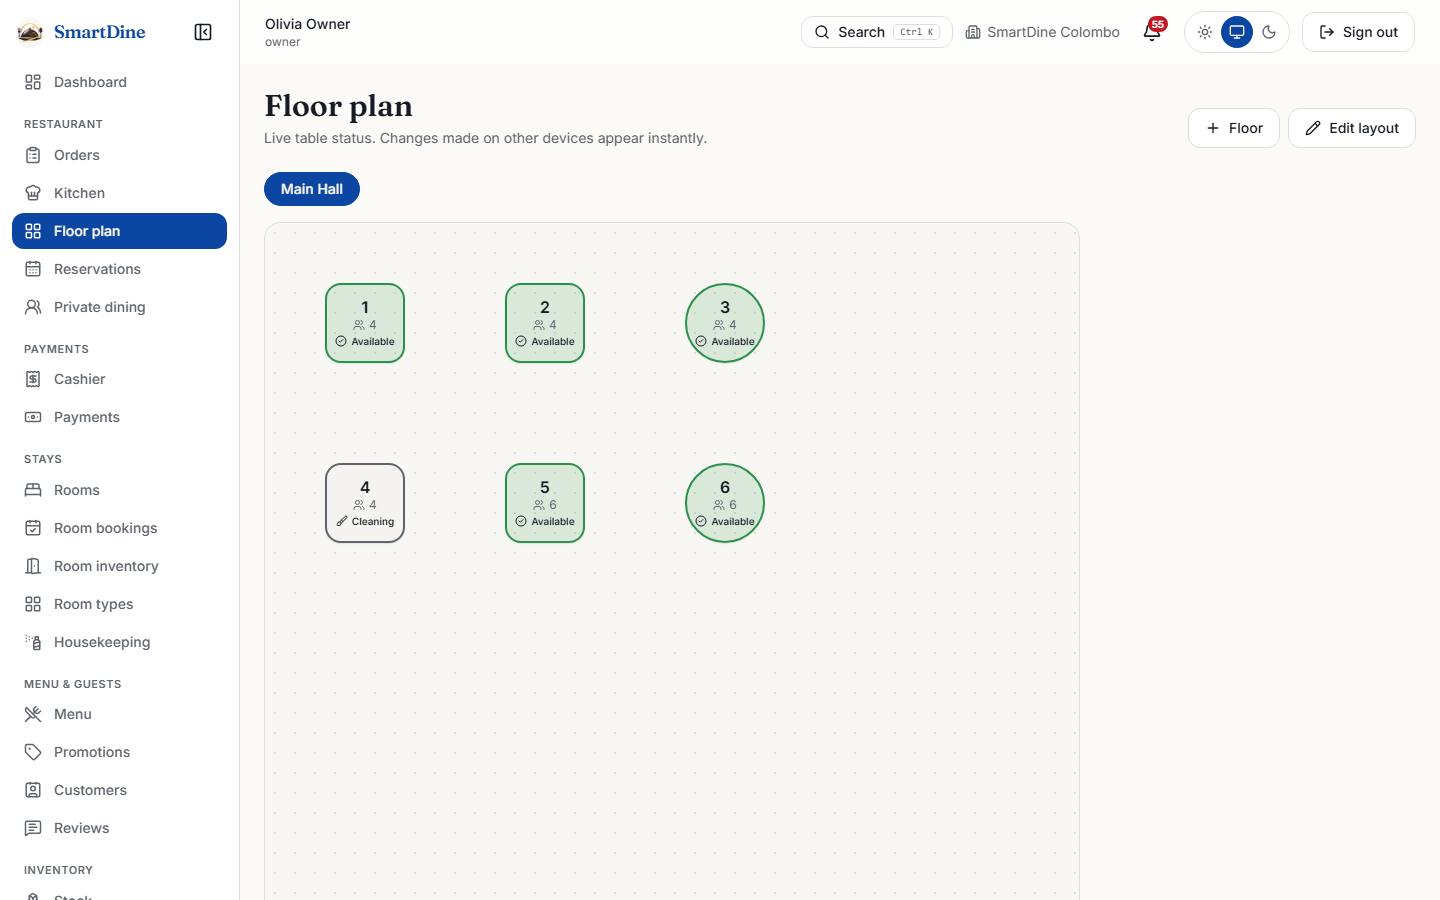 SmartDine
Dashboard
RESTAURANT
Orders
Kitchen
Floor plan
Reservations
Private dining
PAYMENTS
Cashier
Payments
STAYS
Rooms
Room bookings
Room inventory
Room types
Housekeeping
MENU & GUESTS
Menu
Promotions
Customers
Reviews
INVENTORY
Stock
Olivia Owner
owner
Search Ctrl K
SmartDine Colombo
55
Sign out
Floor plan
Live table status. Changes made on other devices appear instantly.
Floor
Edit layout
Main Hall
1
4
Available
2
4
Available
3
4
Available
4
4
Cleaning
5
6
Available
6
6
Available